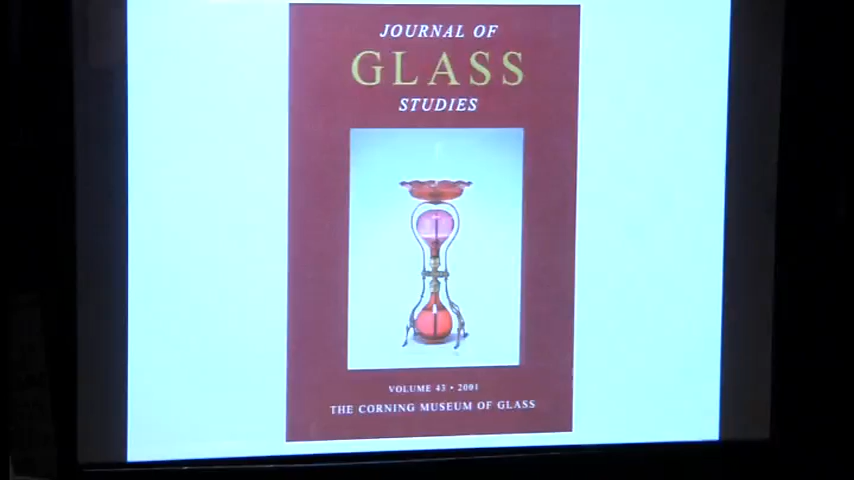 JOURNAL OF
GLASS
STUDIES
VOLUME 43 • 2001
THE CORNING MUSEUM OF GLASS